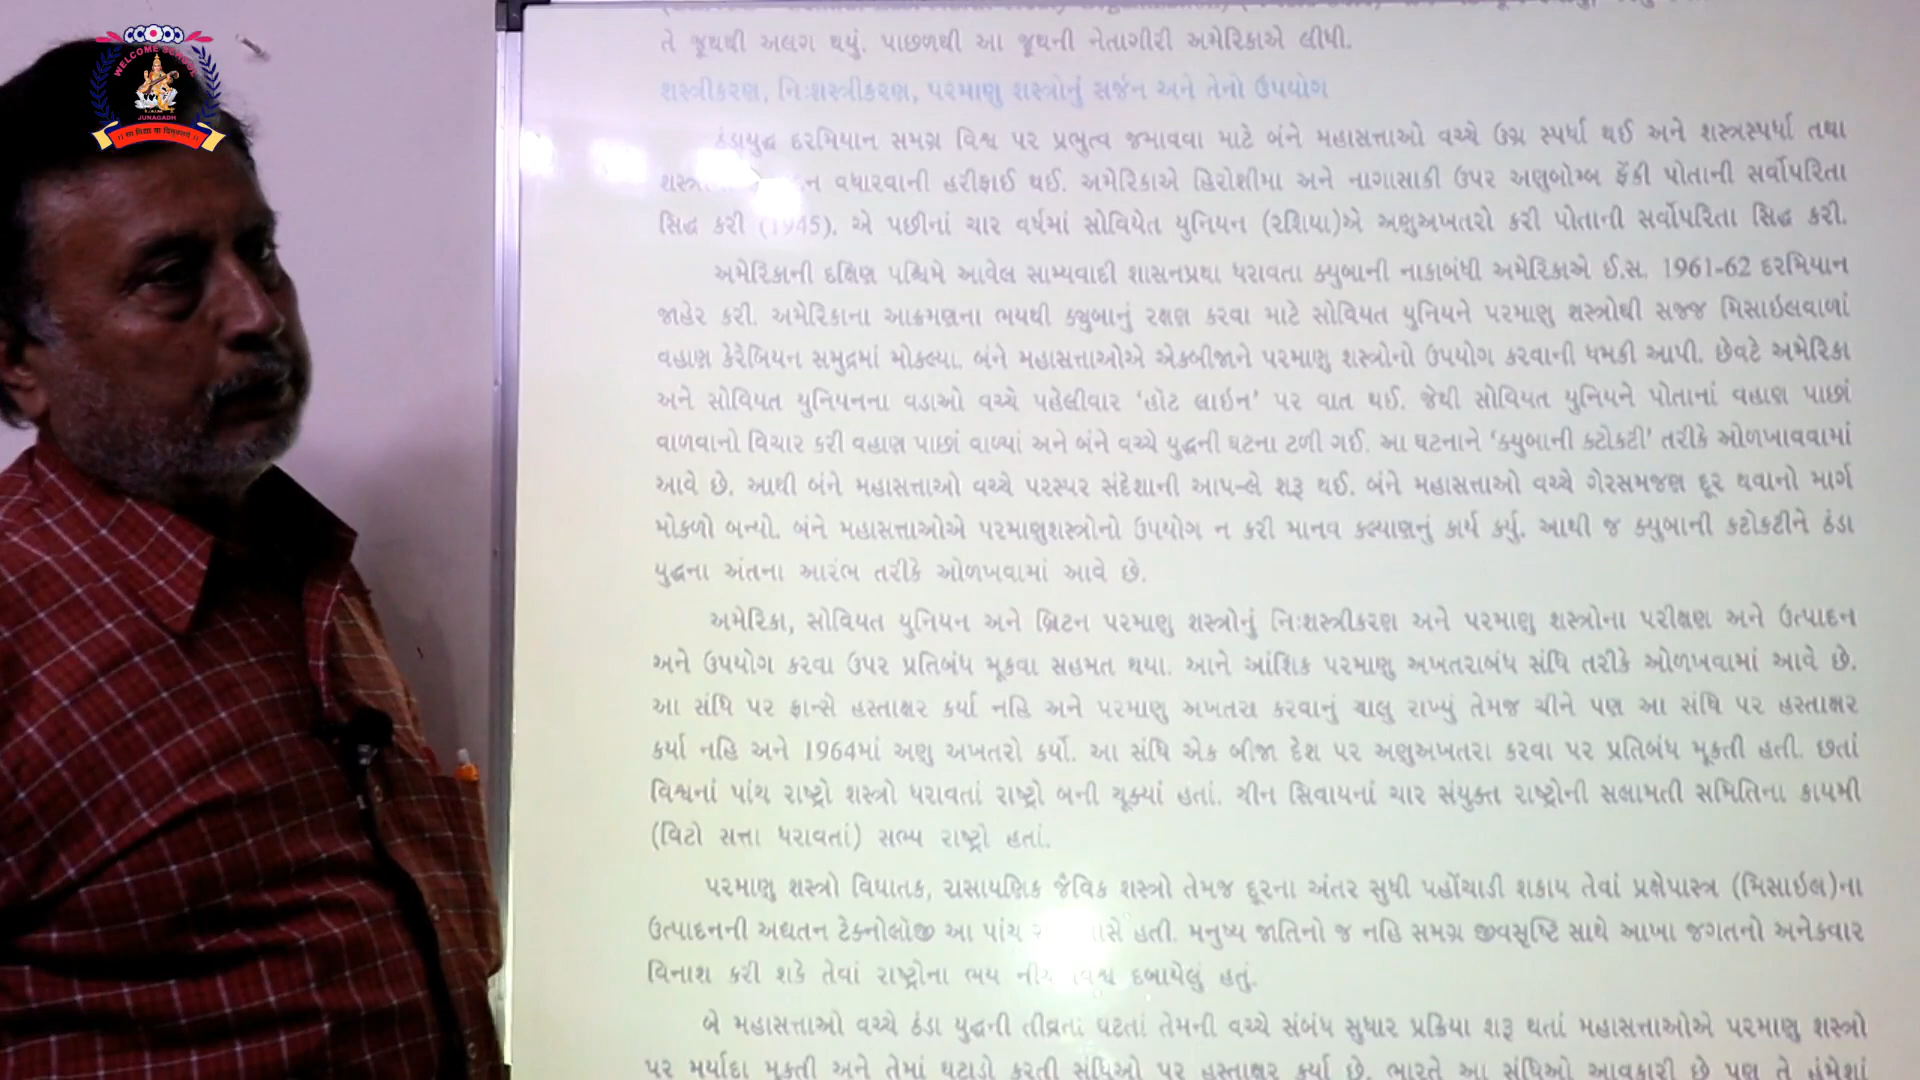 WELCOME SCHOOL
JUNAGADH
॥ सा विद्या या विमुक्तये ॥
તે જૂથથી અલગ થયું. પાછળથી આ જૂથની નેતાગીરી અમેરિકાએ લીધી.
શસ્ત્રીકરણ, નિઃશસ્ત્રીકરણ, પરમાણુ શસ્ત્રોનું સર્જન અને તેનો ઉપયોગ
ઠંડાયુદ્ધ દરમિયાન સમગ્ર વિશ્વ પર પ્રભુત્વ જમાવવા માટે બંને મહાસત્તાઓ વચ્ચે ઉગ્ર સ્પર્ધા થઈ અને શસ્ત્રસ્પર્ધા તથા
વધારવાની હરીફાઈ થઈ. અમેરિકાએ હિરોશીમા અને નાગાસાકી ઉપર અણુબોમ્બ ફેંકી પોતાની સર્વોપરિતા
સિદ્ધ કરી (1945). એ પછીનાં ચાર વર્ષમાં સોવિયેત યુનિયન (રશિયા)એ અણુઅખતરો કરી પોતાની સર્વોપરિતા સિદ્ધ કરી.
અમેરિકાની દક્ષિણ પશ્ચિમે આવેલ સામ્યવાદી શાસનપ્રથા ધરાવતા ક્યુબાની નાકાબંધી અમેરિકાએ ઈ.સ. 1961-62 દરમિયાન
જાહેર કરી. અમેરિકાના આક્રમણના ભયથી ક્યુબાનું રક્ષણ કરવા માટે સોવિયત યુનિયને પરમાણુ શસ્ત્રોથી સજ્જ મિસાઇલવાળાં
વહાણ કેરેબિયન સમુદ્રમાં મોકલ્યા. બંને મહાસત્તાઓએ એકબીજાને પરમાણુ શસ્ત્રોનો ઉપયોગ કરવાની ધમકી આપી. છેવટે અમેરિકા
અને સોવિયત યુનિયનના વડાઓ વચ્ચે પહેલીવાર ‘હૉટ લાઇન’ પર વાત થઈ. જેથી સોવિયત યુનિયને પોતાનાં વહાણ પાછાં
વાળવાનો વિચાર કરી વહાણ પાછાં વાળ્યાં અને બંને વચ્ચે યુદ્ધની ઘટના ટળી ગઈ. આ ઘટનાને ‘ક્યુબાની કટોકટી’ તરીકે ઓળખાવવામાં
આવે છે. આથી બંને મહાસત્તાઓ વચ્ચે પરસ્પર સંદેશાની આપ-લે શરૂ થઈ. બંને મહાસત્તાઓ વચ્ચે ગેરસમજણ દૂર થવાનો માર્ગ
મોકળો બન્યો. બંને મહાસત્તાઓએ પરમાણુશસ્ત્રોનો ઉપયોગ ન કરી માનવ કલ્યાણનું કાર્ય કર્યુ. આથી જ ક્યુબાની કટોકટીને ઠંડા
યુદ્ધના અંતના આરંભ તરીકે ઓળખવામાં આવે છે.
અમેરિકા, સોવિયત યુનિયન અને બ્રિટન પરમાણુ શસ્ત્રોનું નિઃશસ્ત્રીકરણ અને પરમાણુ શસ્ત્રોના પરીક્ષણ અને ઉત્પાદન
અને ઉપયોગ કરવા ઉપર પ્રતિબંધ મૂકવા સહમત થયા. આને આંશિક પરમાણુ અખતરાબંધ સંધિ તરીકે ઓળખવામાં આવે છે.
આ સંધિ પર ફ્રાન્સે હસ્તાક્ષર કર્યા નહિ અને પરમાણુ અખતરા કરવાનું ચાલુ રાખ્યું તેમજ ચીને પણ આ સંધિ પર હસ્તાક્ષર
કર્યા નહિ અને 1964માં અણુ અખતરો કર્યો. આ સંધિ એક બીજા દેશ પર અણુઅખતરા કરવા પર પ્રતિબંધ મૂકતી હતી. છતાં
વિશ્વનાં પાંચ રાષ્ટ્રો શસ્ત્રો ધરાવતાં રાષ્ટ્રો બની ચૂક્યાં હતાં. ચીન સિવાયનાં ચાર સંયુક્ત રાષ્ટ્રોની સલામતી સમિતિના કાયમી
(વિટો સત્તા ધરાવતાં) સભ્ય રાષ્ટ્રો હતાં.
પરમાણુ શસ્ત્રો વિઘાતક, રાસાયણિક જૈવિક શસ્ત્રો તેમજ દૂરના અંતર સુધી પહોંચાડી શકાય તેવાં પ્રક્ષેપાસ્ત્ર (મિસાઇલ)ના
ઉત્પાદનની અદ્યતન ટેક્નોલૉજી આ પાંચ હતી. મનુષ્ય જાતિનો જ નહિ સમગ્ર જીવસૃષ્ટિ સાથે આખા જગતનો અનેકવાર
વિનાશ કરી શકે તેવાં રાષ્ટ્રોના ભય વિશ્વ દબાયેલું હતું.
બે મહાસત્તાઓ વચ્ચે ઠંડા યુદ્ધની તીવ્રતા ઘટતાં તેમની વચ્ચે સંબંધ સુધાર પ્રક્રિયા શરૂ થતાં મહાસત્તાઓએ પરમાણુ શસ્ત્રો
પર મર્યાદા મૂકતી અને તેમાં ઘટાડો કરતી સંધિઓ પર હસ્તાક્ષર કર્યા છે. ભારતે આ સંધિઓ આવકારી છે પણ તે હંમેશાં